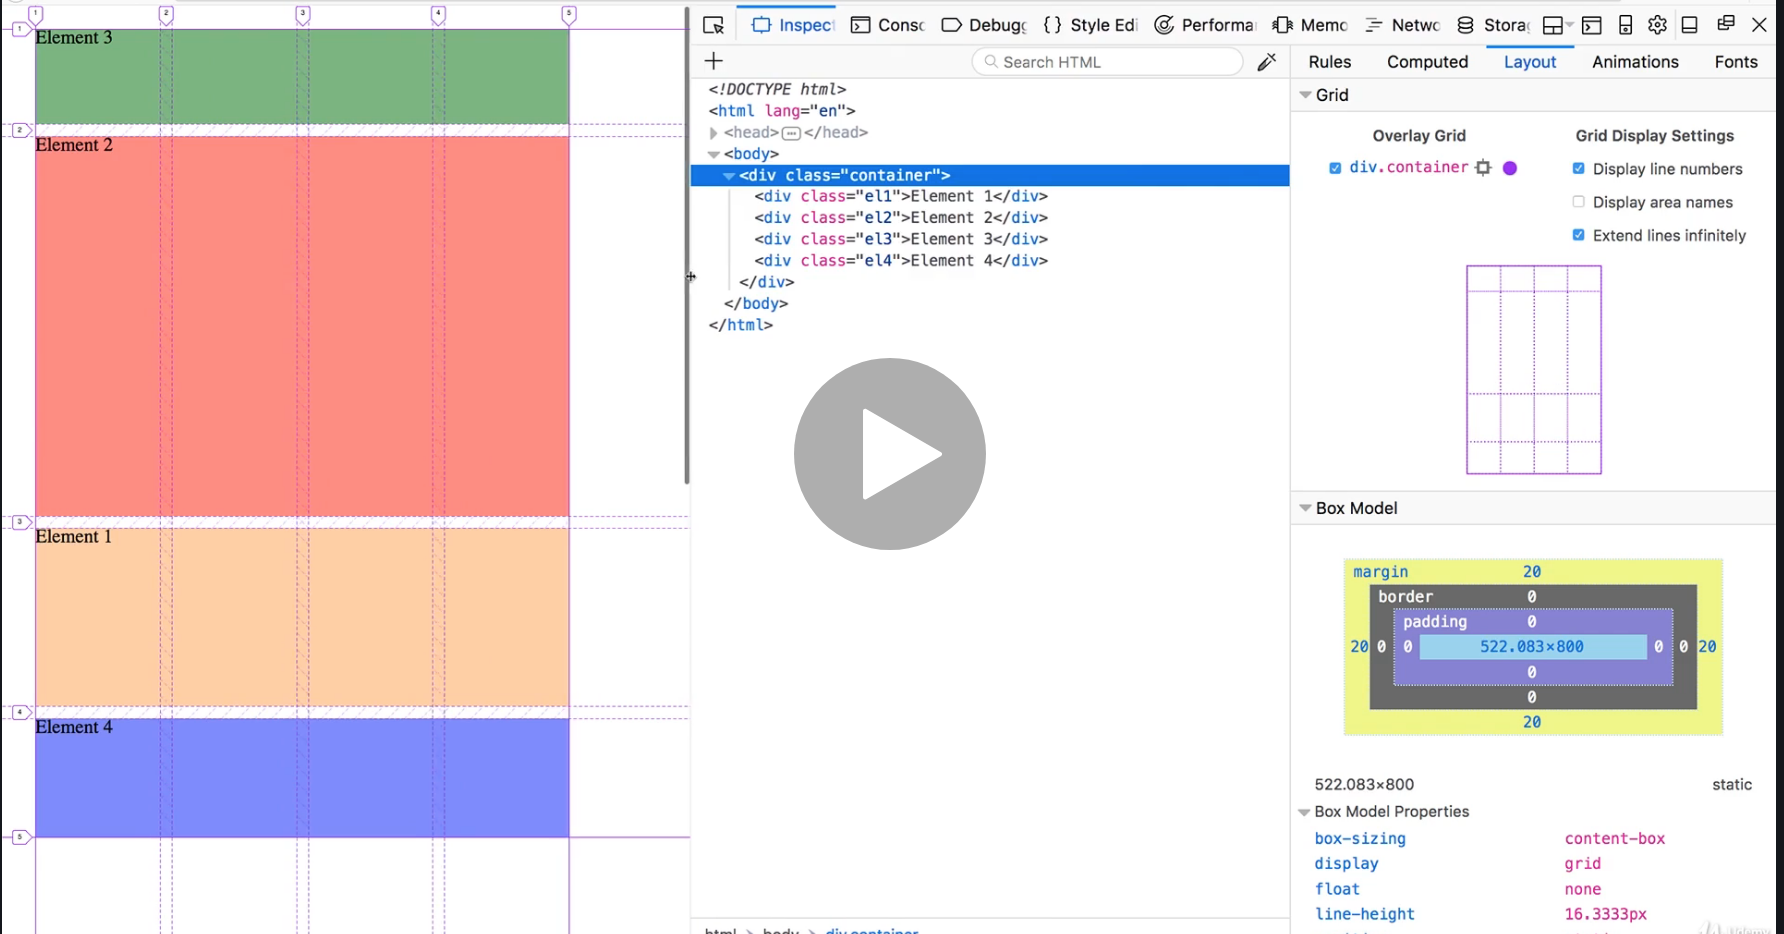 1 2 3 4 5
1
Element 3
2
Element 2
3
Element 1
4
Element 4
5
Inspect Debug Style Edi Performa Memo Netwo Stora
Search HTML
<!DOCTYPE html>
<html lang="en">
<head></head>
<body>
<div class="container">
<div class="el1">Element 1</div>
<div class="el2">Element 2</div>
<div class="el3">Element 3</div>
<div class="el4">Element 4</div>
</div>
</body>
</html>
html > body > div.container
Rules Computed Layout Animations Fonts
Grid
Overlay Grid Grid Display Settings
div.container Display line numbers
Display area names
Extend lines infinitely
Box Model
margin 20
border 0
padding 0
20 0 0 522.083×800 0 0 20
0
0
20
522.083×800 static
Box Model Properties
box-sizing content-box
display grid
float none
line-height 16.3333px